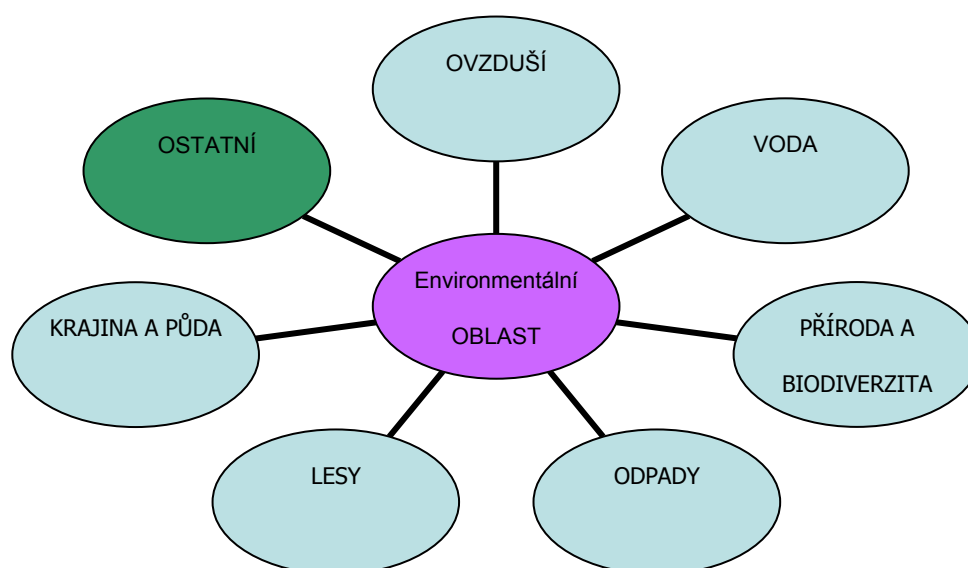 OVZDUŠÍ
OSTATNÍ
VODA
Environmentální
OBLAST
KRAJINA A PŮDA
PŘÍRODA A
BIODIVERZITA
LESY
ODPADY